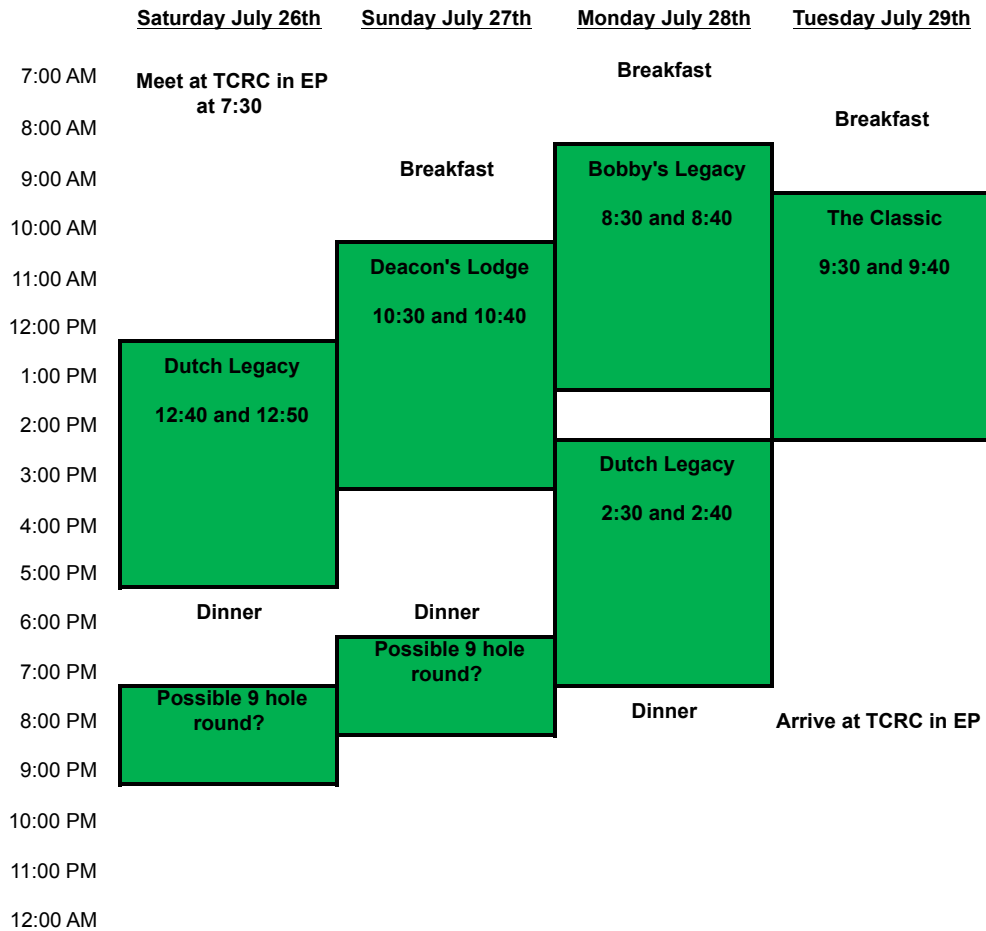 Saturday July 26th
Sunday July 27th
Monday July 28th
Tuesday July 29th
7:00 AM
Meet at TCRC in EP
at 7:30
Breakfast
8:00 AM
Breakfast
9:00 AM
Breakfast
Bobby's Legacy
10:00 AM
8:30 and 8:40
The Classic
11:00 AM
Deacon's Lodge
9:30 and 9:40
12:00 PM
10:30 and 10:40
1:00 PM
Dutch Legacy
2:00 PM
12:40 and 12:50
3:00 PM
Dutch Legacy
4:00 PM
2:30 and 2:40
5:00 PM
6:00 PM
Dinner
Dinner
7:00 PM
Possible 9 hole
round?
8:00 PM
Possible 9 hole
round?
Dinner
Arrive at TCRC in EP
9:00 PM
10:00 PM
11:00 PM
12:00 AM